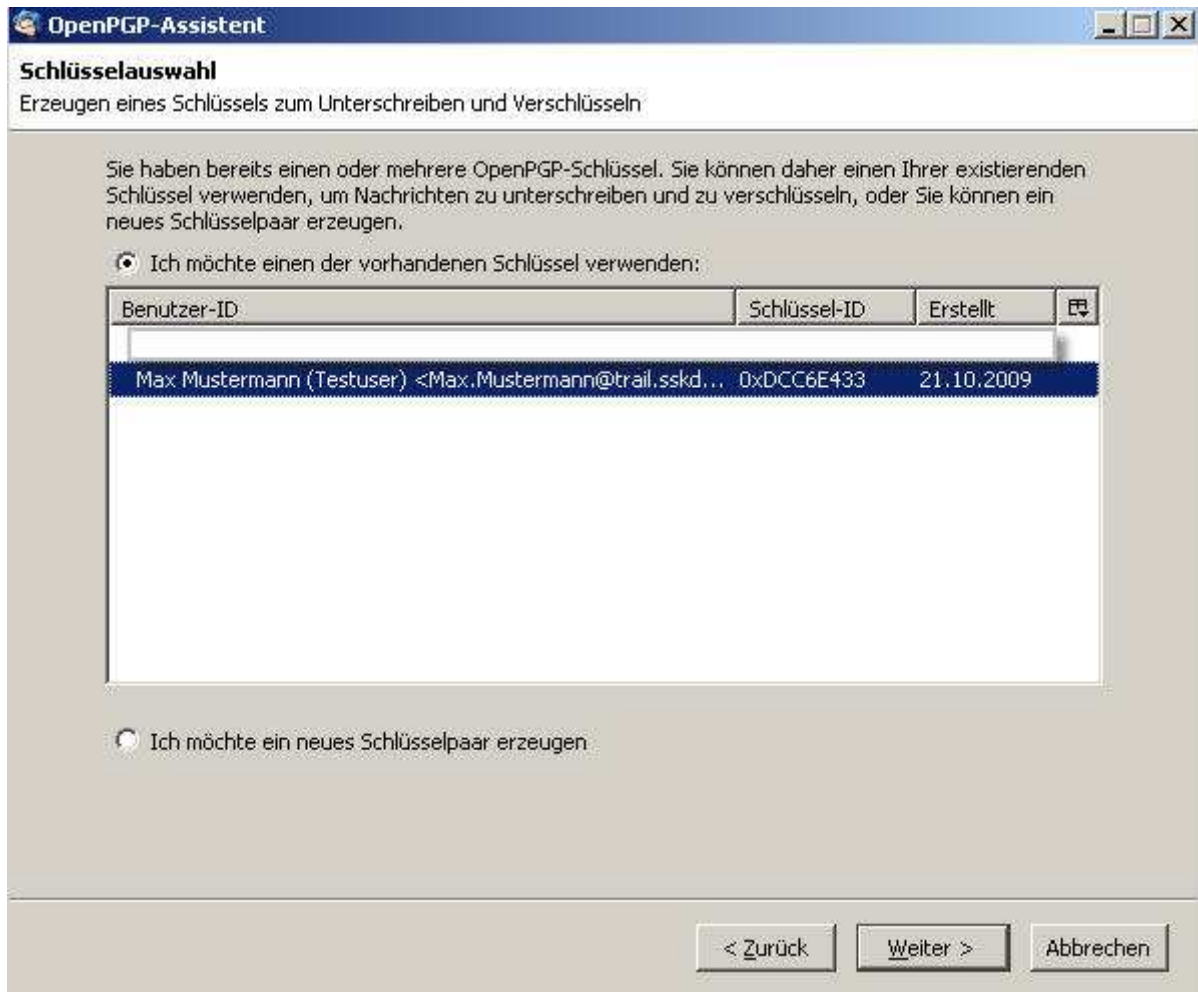 OpenPGP-Assistent
Schlüsselauswahl
Erzeugen eines Schlüssels zum Unterschreiben und Verschlüsseln
Sie haben bereits einen oder mehrere OpenPGP-Schlüssel. Sie können daher einen Ihrer existierenden
Schlüssel verwenden, um Nachrichten zu unterschreiben und zu verschlüsseln, oder Sie können ein
neues Schlüsselpaar erzeugen.
Ich möchte einen der vorhandenen Schlüssel verwenden:
Benutzer-ID Schlüssel-ID Erstellt
Max Mustermann (Testuser) <Max.Mustermann@trail.sskd... 0xDCC6E433 21.10.2009
Ich möchte ein neues Schlüsselpaar erzeugen
< Zurück Weiter > Abbrechen